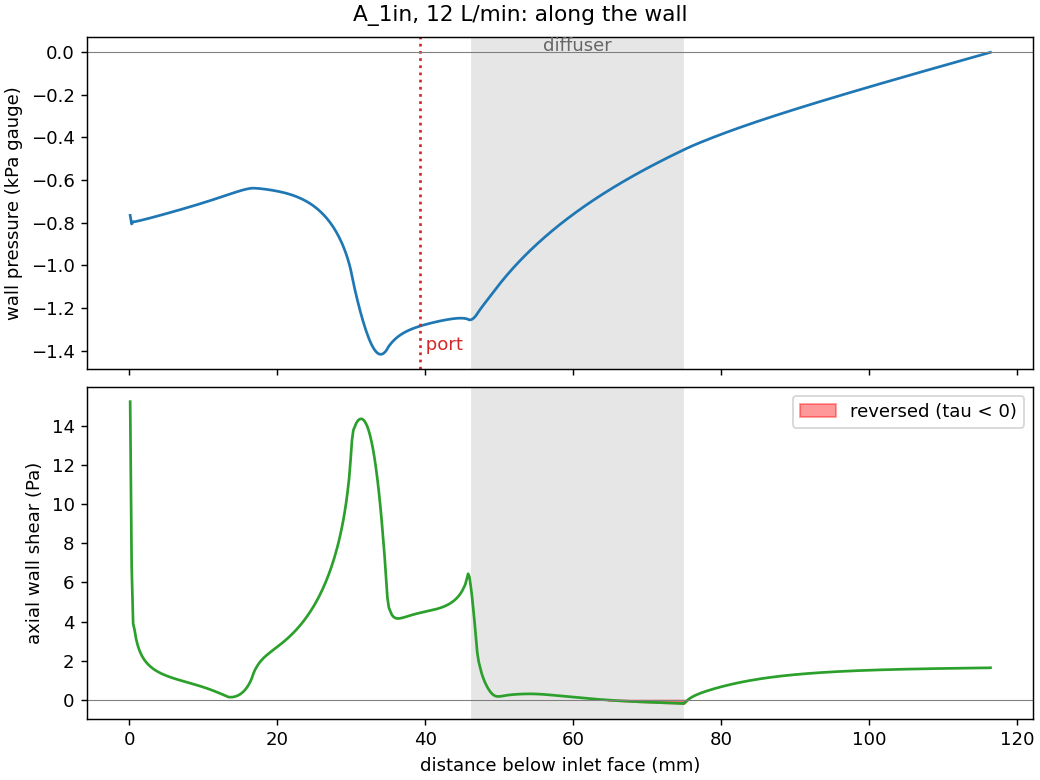 A_1in, 12 L/min: along the wall
diffuser
0.0
−0.2
−0.4
−0.6
−0.8
−1.0
−1.2
−1.4
wall pressure (kPa gauge)
port
reversed (tau < 0)
14
12
10
8
6
4
2
0
axial wall shear (Pa)
0 20 40 60 80 100 120
distance below inlet face (mm)